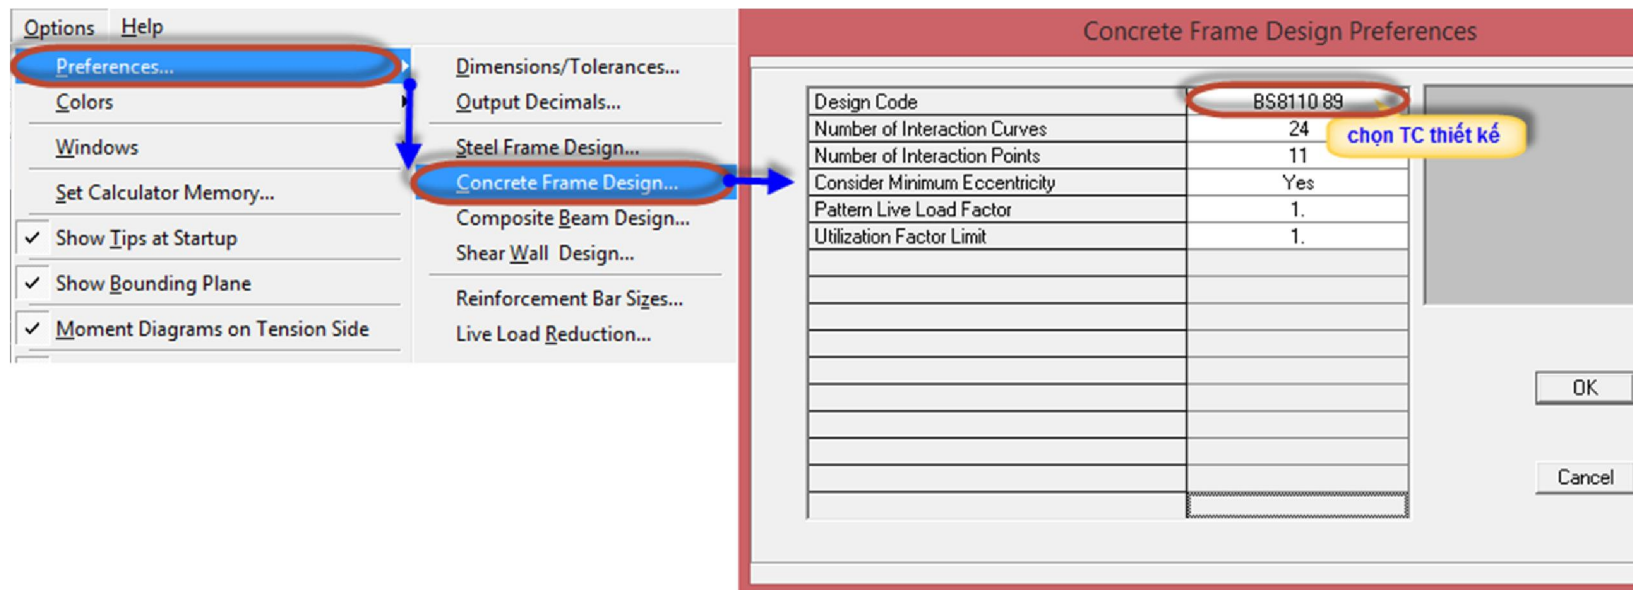 Options Help
Preferences...
Colors
Windows
Set Calculator Memory...
Show Tips at Startup
Show Bounding Plane
Moment Diagrams on Tension Side
Dimensions/Tolerances...
Output Decimals...
Steel Frame Design...
Concrete Frame Design...
Composite Beam Design...
Shear Wall Design...
Reinforcement Bar Sizes...
Live Load Reduction...
Concrete Frame Design Preferences
Design Code BS8110 89
chọn TC thiết kế
Number of Interaction Curves 24
Number of Interaction Points 11
Consider Minimum Eccentricity Yes
Pattern Live Load Factor 1.
Utilization Factor Limit 1.
OK
Cancel